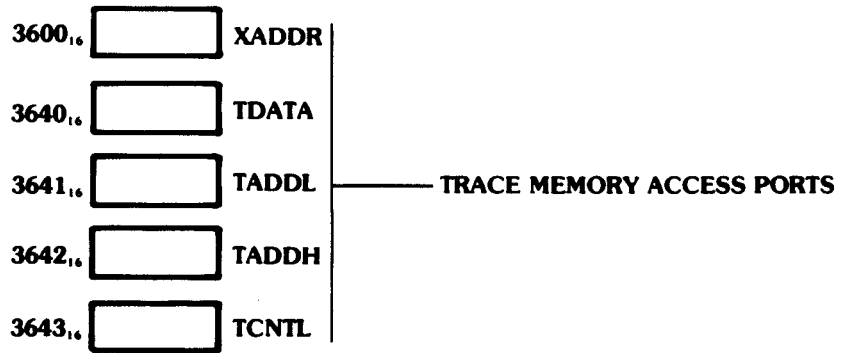 3600₁₆ XADDR
3640₁₆ TDATA
3641₁₆ TADDL TRACE MEMORY ACCESS PORTS
3642₁₆ TADDH
3643₁₆ TCNTL